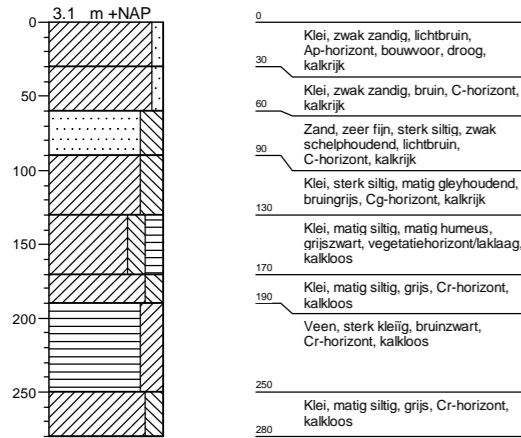 3.1 m +NAP
0
50
100
150
200
250
0
Klei, zwak zandig, lichtbruin,
Ap-horizont, bouwvoor, droog,
kalkrijk
30
Klei, zwak zandig, bruin, C-horizont,
kalkrijk
60
Zand, zeer fijn, sterk siltig, zwak
schelphoudend, lichtbruin,
C-horizont, kalkrijk
90
Klei, sterk siltig, matig gleyhoudend,
bruingrijs, Cg-horizont, kalkrijk
130
Klei, matig siltig, matig humeus,
grijszwart, vegetatiehorizont/laklaag,
kalkloos
170
Klei, matig siltig, grijs, Cr-horizont,
kalkloos
190
Veen, sterk kleiïg, bruinzwart,
Cr-horizont, kalkloos
250
Klei, matig siltig, grijs, Cr-horizont,
kalkloos
280